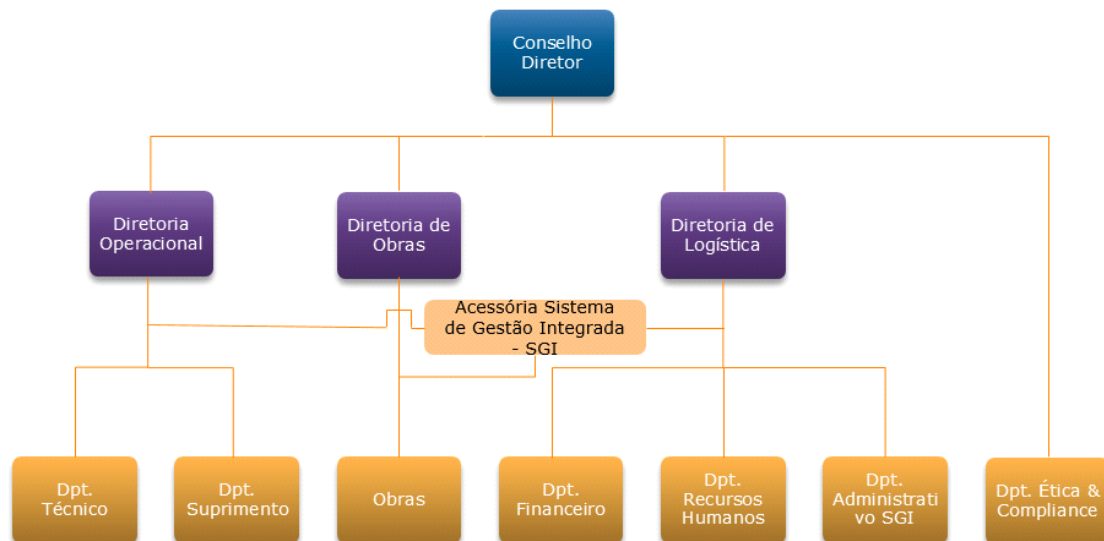 Conselho
Diretor
Diretoria
Operacional
Diretoria de
Obras
Diretoria de
Logística
Acessória Sistema
de Gestão Integrada
- SGI
Dpt.
Técnico
Dpt.
Suprimento
Obras
Dpt.
Financeiro
Dpt.
Recursos
Humanos
Dpt.
Administrati
vo SGI
Dpt. Ética &
Compliance